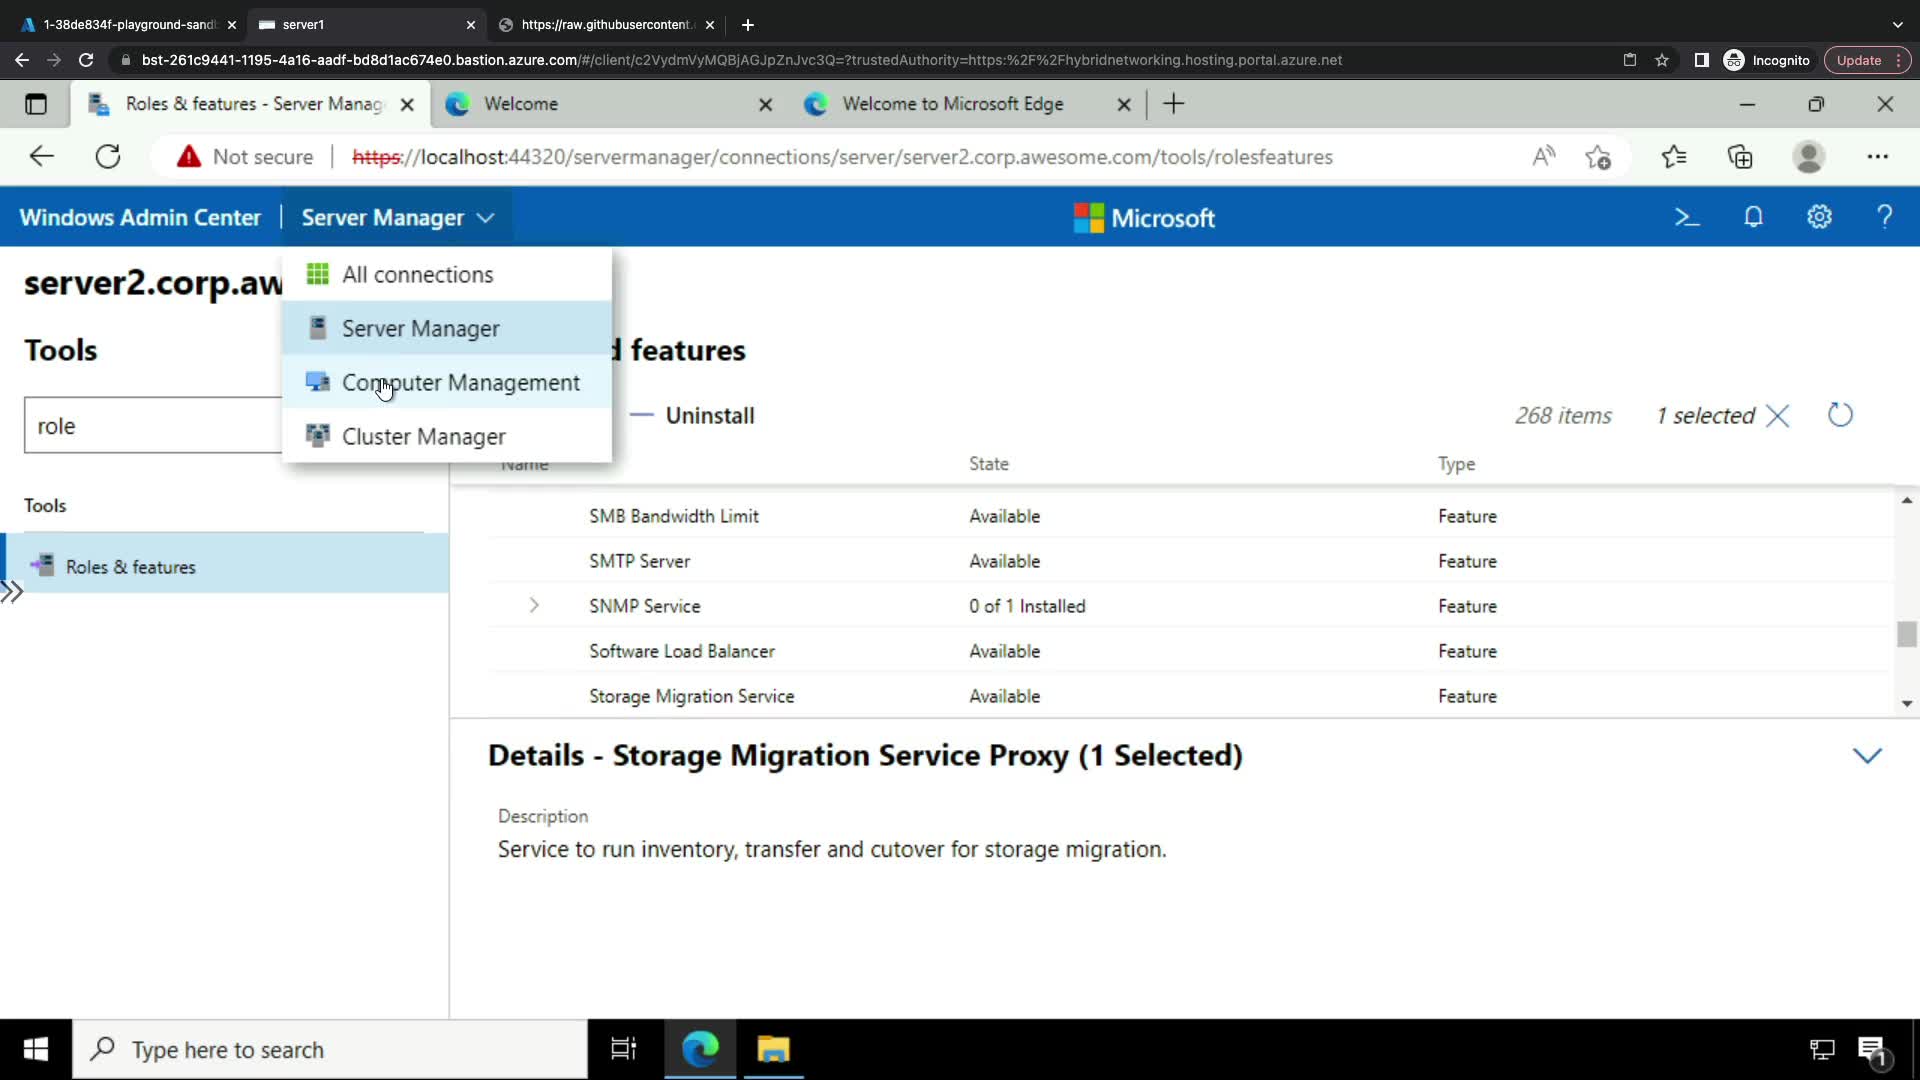 1-38de834f-playground-sand
server1
https://raw.githubusercontent.
bst-261c9441-1195-4a16-aadf-bd8d1ac674e0.bastion.azure.com/#/client/c2VydmVyMQBjAGJpZnJvc3Q=?trustedAuthority=https:%2F%2Fhybridnetworking.hosting.portal.azure.net
Incognito
Update
Roles & features - Server Manag
Welcome
Welcome to Microsoft Edge
Not secure
https://localhost:44320/servermanager/connections/server/server2.corp.awesome.com/tools/rolesfeatures
Windows Admin Center
Server Manager
Microsoft
server2.corp.aw
All connections
Server Manager
Computer Management
Cluster Manager
Tools
features
role
Uninstall
268 items
1 selected
Name
State
Type
Tools
Roles & features
SMB Bandwidth Limit
Available
Feature
SMTP Server
Available
Feature
SNMP Service
0 of 1 Installed
Feature
Software Load Balancer
Available
Feature
Storage Migration Service
Available
Feature
Details - Storage Migration Service Proxy (1 Selected)
Description
Service to run inventory, transfer and cutover for storage migration.
Type here to search
1